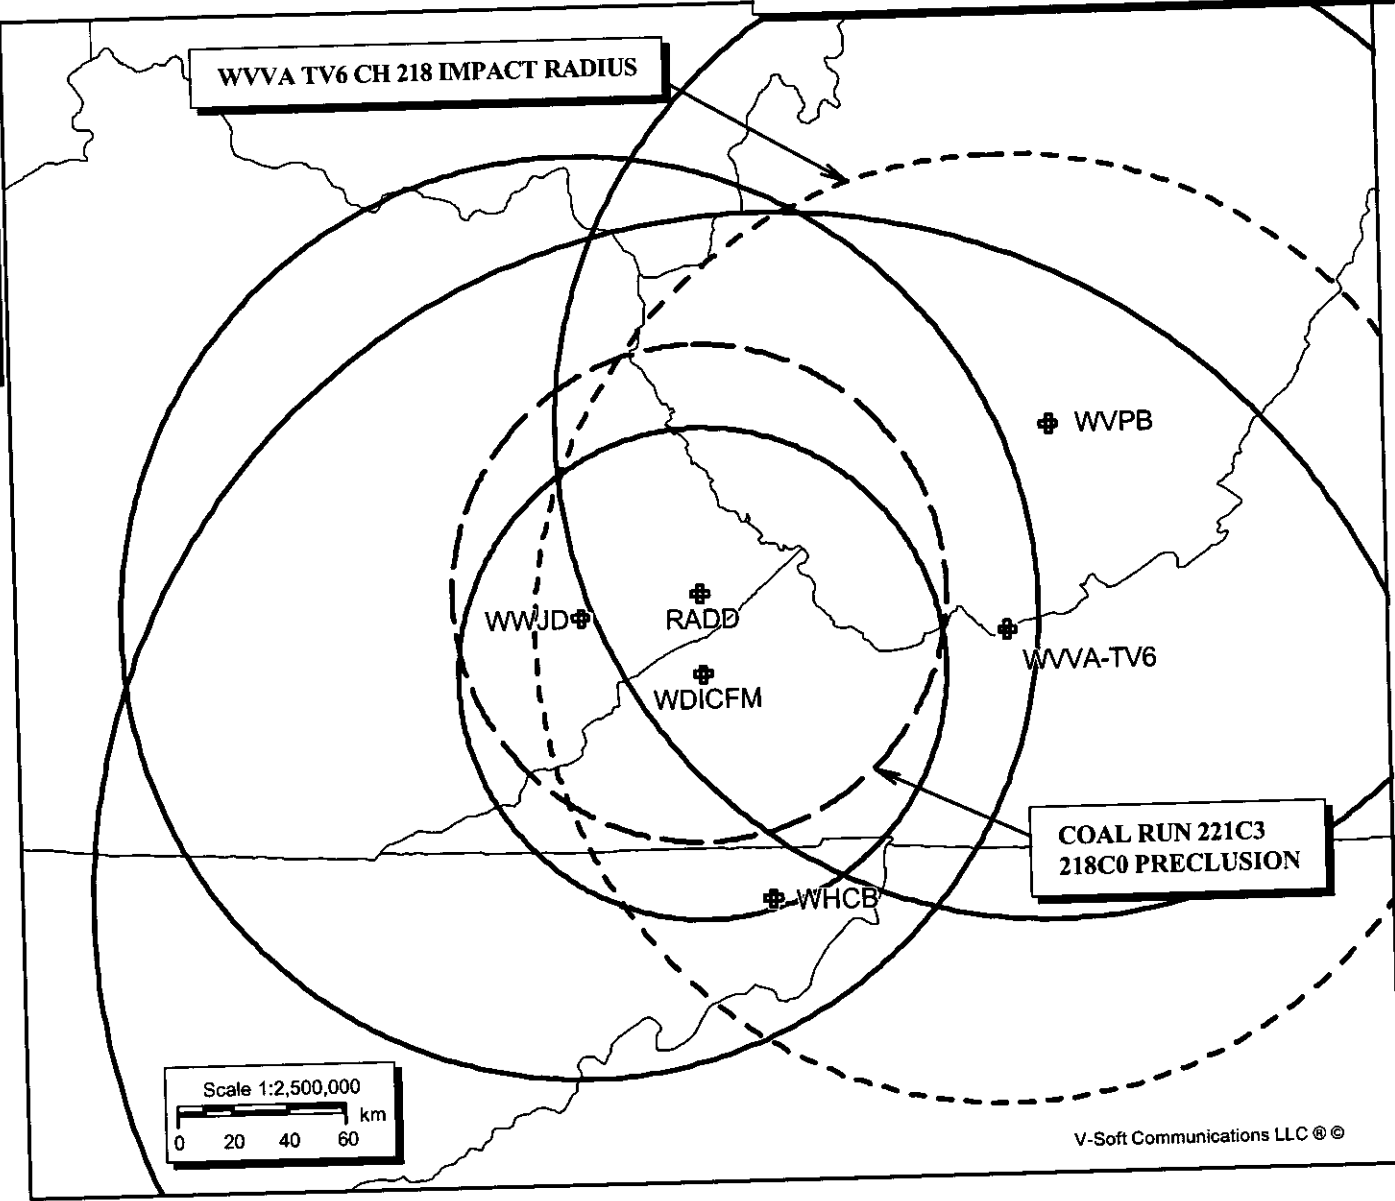 WVVA TV6 CH 218 IMPACT RADIUS
WVPB
WWJD
RADD
WVVA-TV6
WDICFM
COAL RUN 221C3
218C0 PRECLUSION
WHCB
Scale 1:2,500,000
km
0 20 40 60
V-Soft Communications LLC ® ©